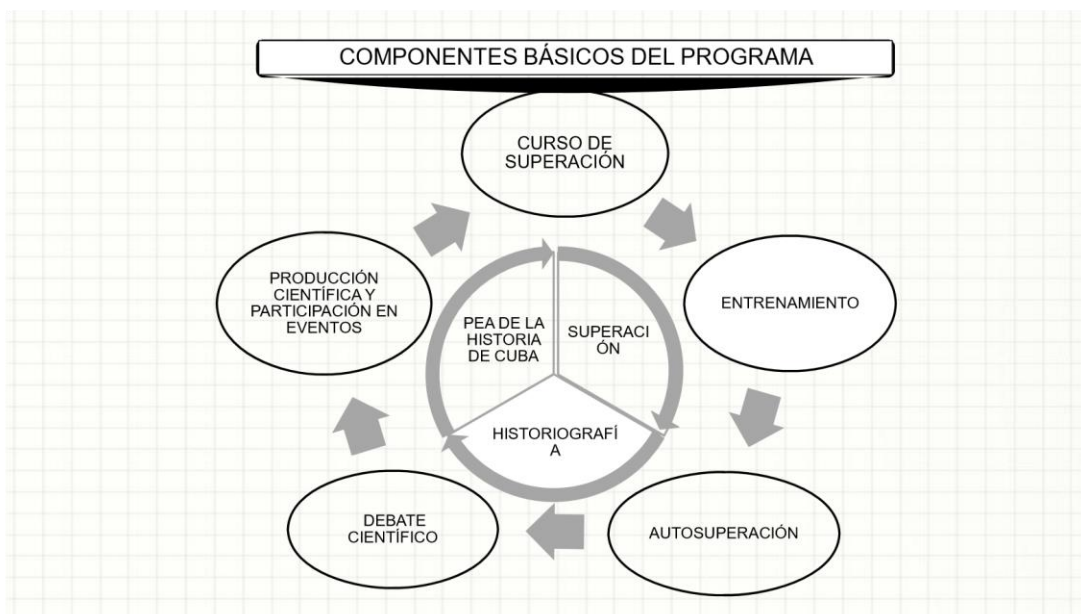 COMPONENTES BÁSICOS DEL PROGRAMA
CURSO DE
SUPERACIÓN
ENTRENAMIENTO
AUTOSUPERACIÓN
DEBATE
CIENTÍFICO
PRODUCCIÓN
CIENTÍFICA Y
PARTICIPACIÓN EN
EVENTOS
PEA DE LA
HISTORIA
DE CUBA
SUPERACI
ÓN
HISTORIOGRAFÍ
A